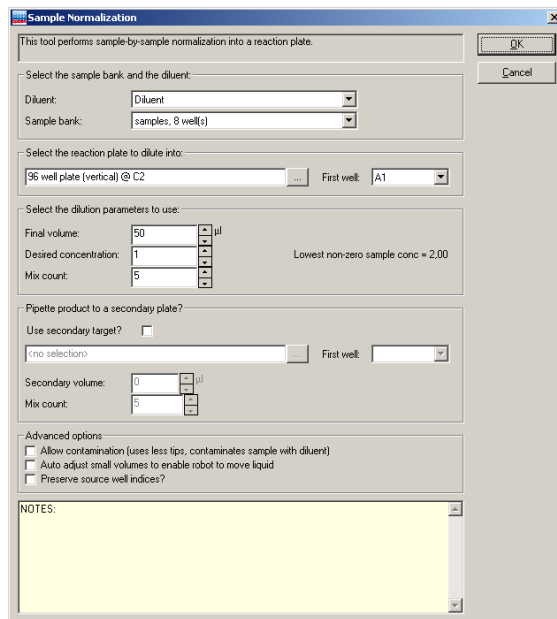 Sample Normalization
This tool performs sample-by-sample normalization into a reaction plate.
OK
Cancel
Select the sample bank and the diluent:
Diluent: Diluent
Sample bank: samples, 8 well(s)
Select the reaction plate to dilute into:
96 well plate (vertical) @ C2 ... First well: A1
Select the dilution parameters to use:
Final volume: 50 µl
Desired concentration: 1 Lowest non-zero sample conc = 2,00
Mix count: 5
Pipette product to a secondary plate?
Use secondary target?
<no selection> ... First well:
Secondary volume: 0 µl
Mix count: 5
Advanced options
Allow contamination (uses less tips, contaminates sample with diluent)
Auto adjust small volumes to enable robot to move liquid
Preserve source well indices?
NOTES: